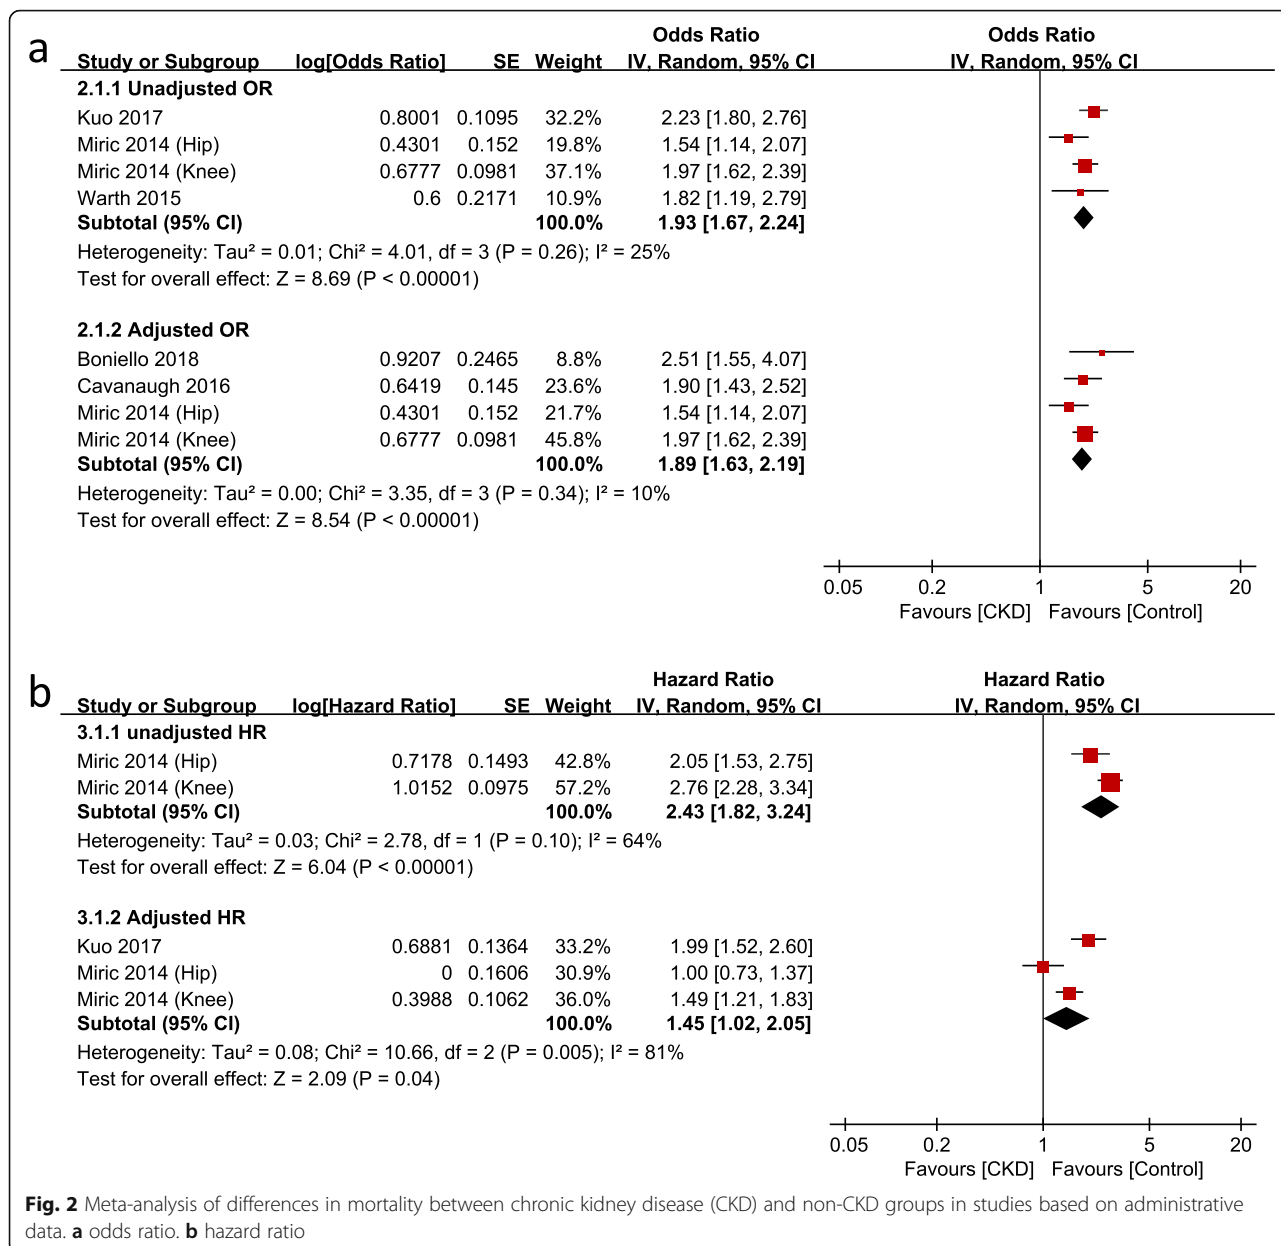 a
Odds Ratio Odds Ratio
Study or Subgroup log[Odds Ratio] SE Weight IV, Random, 95% CI IV, Random, 95% CI
2.1.1 Unadjusted OR
Kuo 2017 0.8001 0.1095 32.2% 2.23 [1.80, 2.76]
Miric 2014 (Hip) 0.4301 0.152 19.8% 1.54 [1.14, 2.07]
Miric 2014 (Knee) 0.6777 0.0981 37.1% 1.97 [1.62, 2.39]
Warth 2015 0.6 0.2171 10.9% 1.82 [1.19, 2.79]
Subtotal (95% CI) 100.0% 1.93 [1.67, 2.24]
Heterogeneity: Tau² = 0.01; Chi² = 4.01, df = 3 (P = 0.26); I² = 25%
Test for overall effect: Z = 8.69 (P < 0.00001)
2.1.2 Adjusted OR
Boniello 2018 0.9207 0.2465 8.8% 2.51 [1.55, 4.07]
Cavanaugh 2016 0.6419 0.145 23.6% 1.90 [1.43, 2.52]
Miric 2014 (Hip) 0.4301 0.152 21.7% 1.54 [1.14, 2.07]
Miric 2014 (Knee) 0.6777 0.0981 45.8% 1.97 [1.62, 2.39]
Subtotal (95% CI) 100.0% 1.89 [1.63, 2.19]
Heterogeneity: Tau² = 0.00; Chi² = 3.35, df = 3 (P = 0.34); I² = 10%
Test for overall effect: Z = 8.54 (P < 0.00001)
0.05 0.2 1 5 20
Favours [CKD] Favours [Control]
b
Hazard Ratio Hazard Ratio
Study or Subgroup log[Hazard Ratio] SE Weight IV, Random, 95% CI IV, Random, 95% CI
3.1.1 unadjusted HR
Miric 2014 (Hip) 0.7178 0.1493 42.8% 2.05 [1.53, 2.75]
Miric 2014 (Knee) 1.0152 0.0975 57.2% 2.76 [2.28, 3.34]
Subtotal (95% CI) 100.0% 2.43 [1.82, 3.24]
Heterogeneity: Tau² = 0.03; Chi² = 2.78, df = 1 (P = 0.10); I² = 64%
Test for overall effect: Z = 6.04 (P < 0.00001)
3.1.2 Adjusted HR
Kuo 2017 0.6881 0.1364 33.2% 1.99 [1.52, 2.60]
Miric 2014 (Hip) 0 0.1606 30.9% 1.00 [0.73, 1.37]
Miric 2014 (Knee) 0.3988 0.1062 36.0% 1.49 [1.21, 1.83]
Subtotal (95% CI) 100.0% 1.45 [1.02, 2.05]
Heterogeneity: Tau² = 0.08; Chi² = 10.66, df = 2 (P = 0.005); I² = 81%
Test for overall effect: Z = 2.09 (P = 0.04)
0.05 0.2 1 5 20
Favours [CKD] Favours [Control]
Fig. 2 Meta-analysis of differences in mortality between chronic kidney disease (CKD) and non-CKD groups in studies based on administrative
data. a odds ratio. b hazard ratio